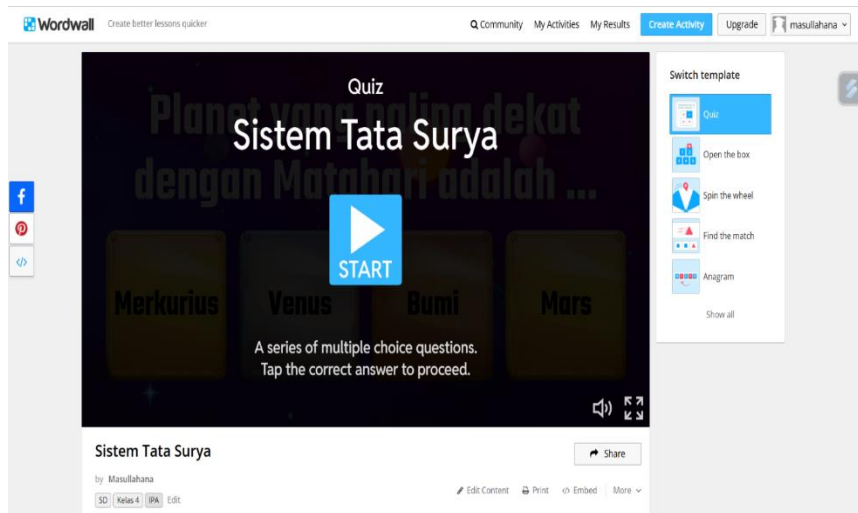 Wordwall Create better lessons quicker Community My Activities My Results Create Activity Upgrade masullahana
Quiz
Sistem Tata Surya
Planet yang paling dekat
dengan Matahari adalah ...
START
Merkurius Venus Bumi Mars
A series of multiple choice questions.
Tap the correct answer to proceed.
Switch template
Quiz
Open the box
Spin the wheel
Find the match
Anagram
Show all
Sistem Tata Surya
Share
by Masullahana
SD Kelas 4 IPA Edit
Edit Content Print Embed More